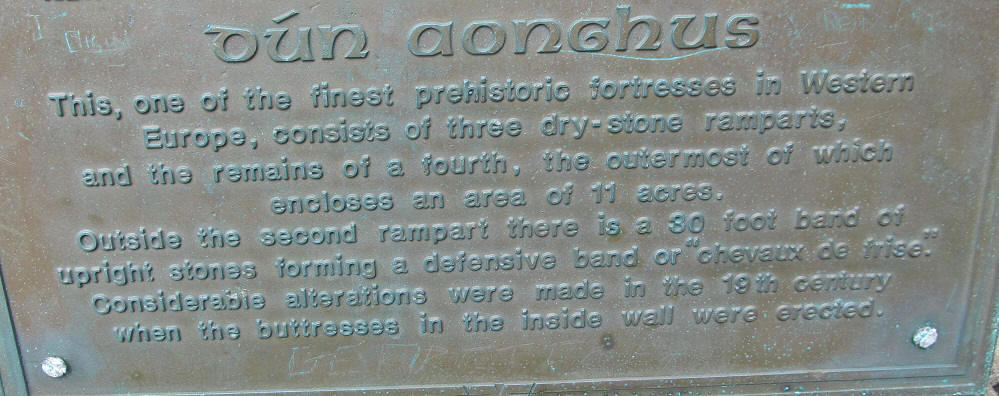 Dún Aonghus
This, one of the finest prehistoric fortresses in Western
Europe, consists of three dry-stone ramparts,
and the remains of a fourth, the outermost of which
encloses an area of 11 acres.
Outside the second rampart there is a 30 foot band of
upright stones forming a defensive band or "chevaux de frise."
Considerable alterations were made in the 19th century
when the buttresses in the inside wall were erected.